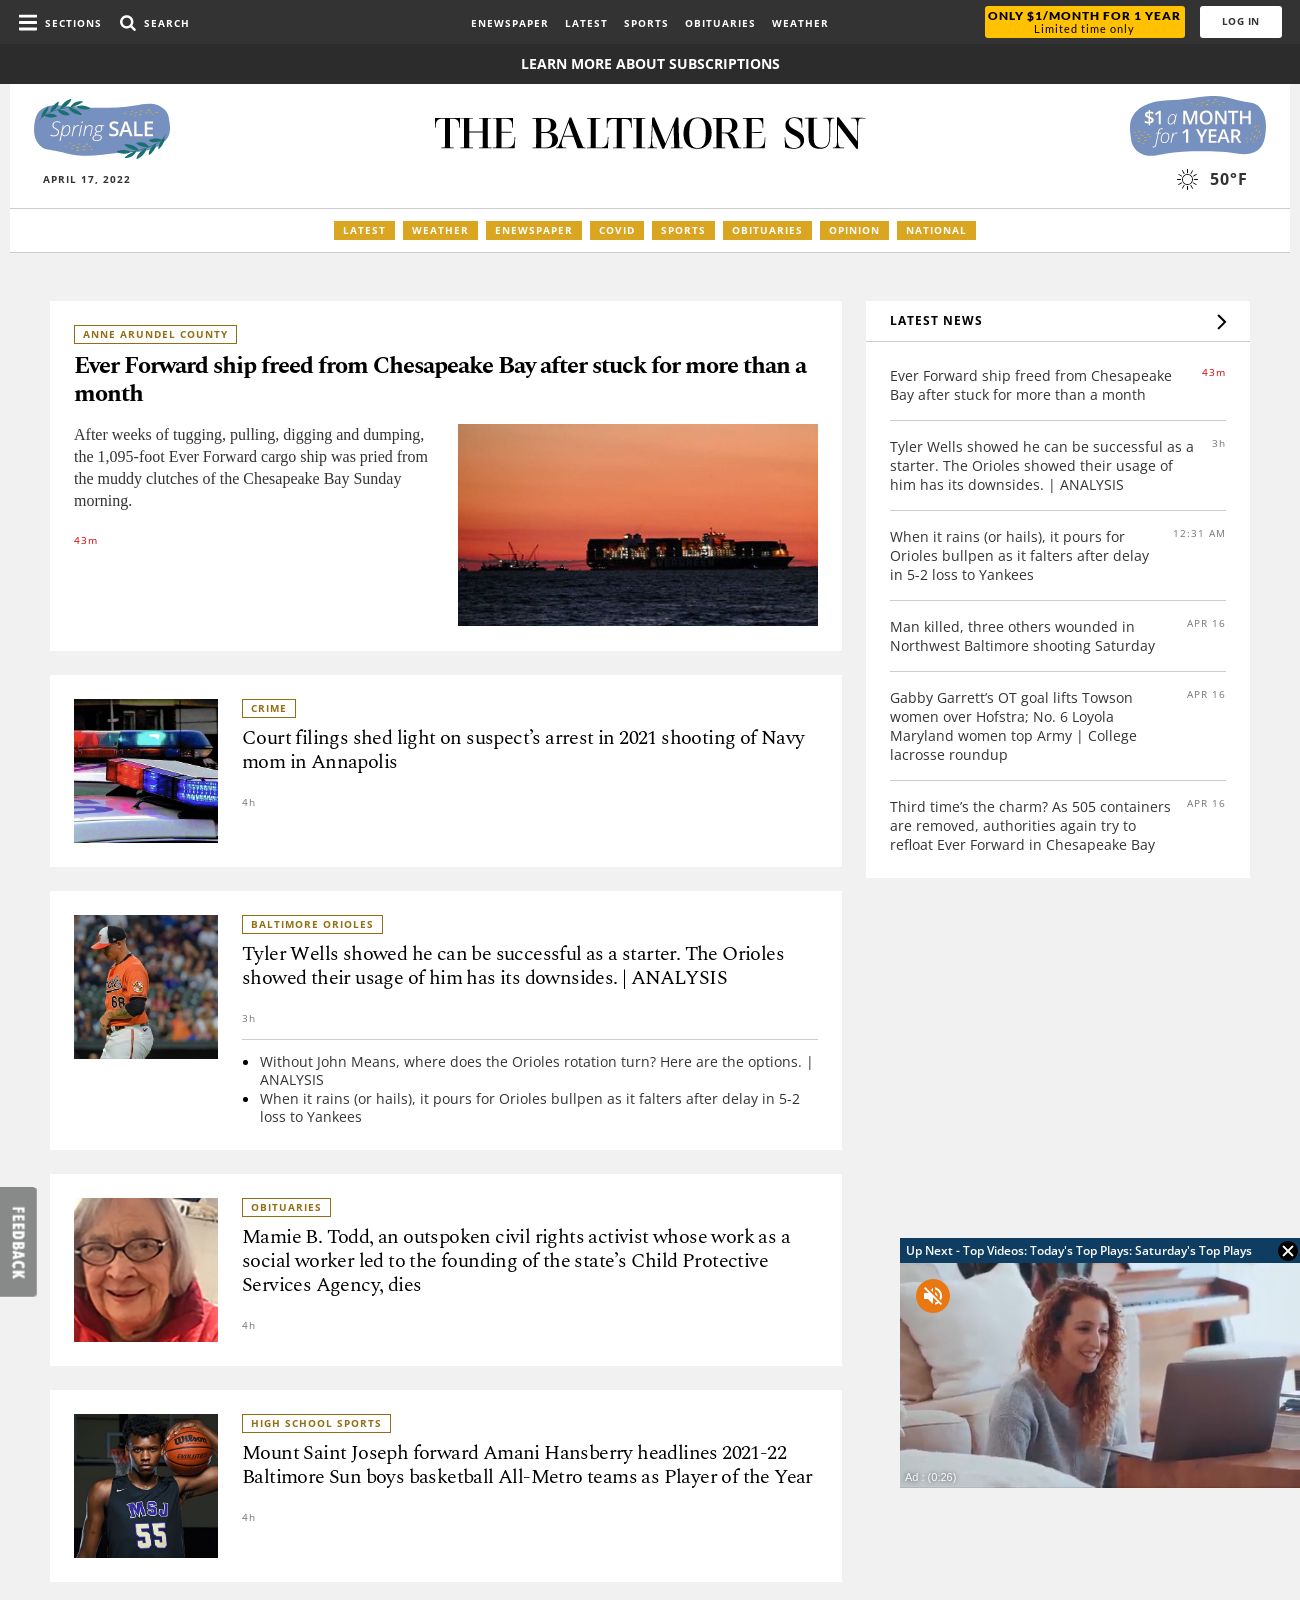 SECTIONS
SEARCH
ENEWSPAPER LATEST SPORTS OBITUARIES WEATHER
ONLY $1/MONTH FOR 1 YEAR
Limited time only
LOG IN
LEARN MORE ABOUT SUBSCRIPTIONS
Spring SALE
THE BALTIMORE SUN
$1 a MONTH
for 1 YEAR
APRIL 17, 2022
50°F
LATEST WEATHER ENEWSPAPER COVID SPORTS OBITUARIES OPINION NATIONAL
ANNE ARUNDEL COUNTY
Ever Forward ship freed from Chesapeake Bay after stuck for more than a
month
After weeks of tugging, pulling, digging and dumping,
the 1,095-foot Ever Forward cargo ship was pried from
the muddy clutches of the Chesapeake Bay Sunday
morning.
43m
EVERGREEN
CRIME
Court filings shed light on suspect’s arrest in 2021 shooting of Navy
mom in Annapolis
4h
BALTIMORE ORIOLES
Tyler Wells showed he can be successful as a starter. The Orioles
showed their usage of him has its downsides. | ANALYSIS
3h
68
• Without John Means, where does the Orioles rotation turn? Here are the options. |
ANALYSIS
• When it rains (or hails), it pours for Orioles bullpen as it falters after delay in 5-2
loss to Yankees
OBITUARIES
Mamie B. Todd, an outspoken civil rights activist whose work as a
social worker led to the founding of the state’s Child Protective
Services Agency, dies
4h
HIGH SCHOOL SPORTS
Mount Saint Joseph forward Amani Hansberry headlines 2021-22
Baltimore Sun boys basketball All-Metro teams as Player of the Year
4h
Wilson
EVOLUTION
MSJ
55
LATEST NEWS
Ever Forward ship freed from Chesapeake
Bay after stuck for more than a month
43m
Tyler Wells showed he can be successful as a
starter. The Orioles showed their usage of
him has its downsides. | ANALYSIS
3h
When it rains (or hails), it pours for
Orioles bullpen as it falters after delay
in 5-2 loss to Yankees
12:31 AM
Man killed, three others wounded in
Northwest Baltimore shooting Saturday
APR 16
Gabby Garrett’s OT goal lifts Towson
women over Hofstra; No. 6 Loyola
Maryland women top Army | College
lacrosse roundup
APR 16
Third time’s the charm? As 505 containers
are removed, authorities again try to
refloat Ever Forward in Chesapeake Bay
APR 16
FEEDBACK
Up Next - Top Videos: Today's Top Plays: Saturday's Top Plays
Ad : (0:26)